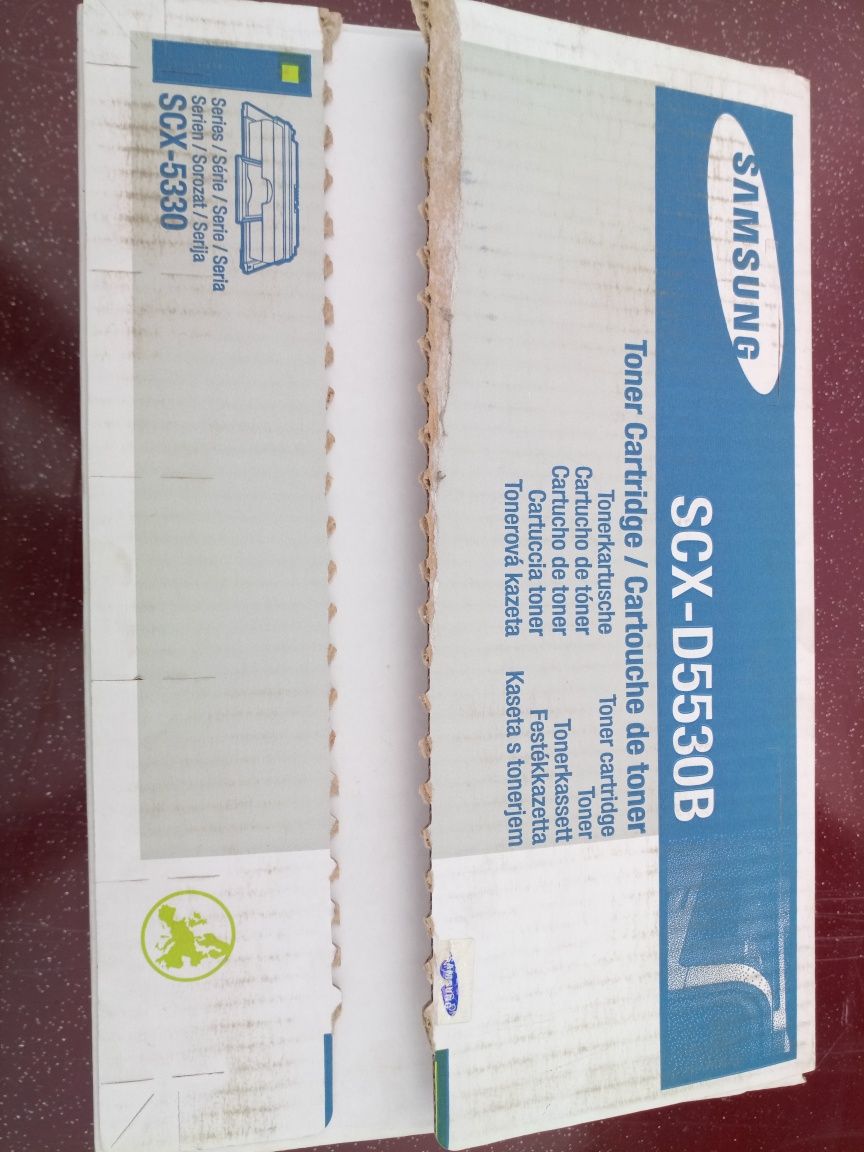 SAMSUNG
SCX-D5530B
Toner Cartridge / Cartouche de toner
Tonerkartusche
Cartucho de tóner
Cartucho de toner
Cartuccia toner
Tonerová kazeta
Toner cartridge
Toner
Tonerkassett
Festékkazetta
Kaseta s tonerjem
SAMSUNG
Series / Série / Serie / Seria
Serien / Sorozat / Serija
SCX-5330